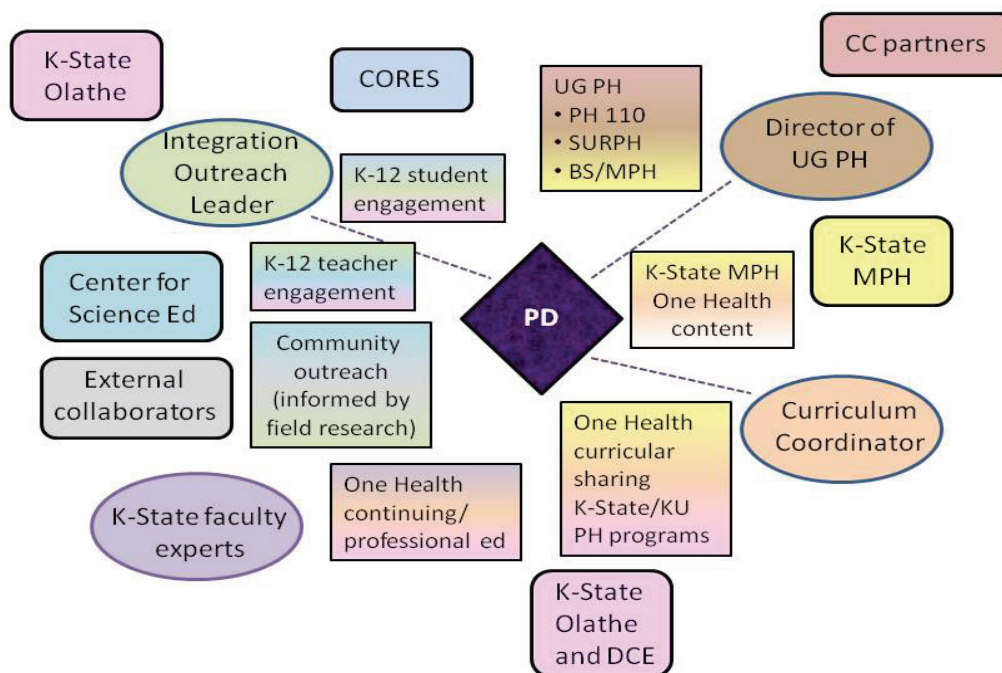 K-State
Olathe
CORES
CC partners
UG PH
• PH 110
• SURPH
• BS/MPH
Director of
UG PH
Integration
Outreach
Leader
K-12 student
engagement
K-State
MPH
K-12 teacher
engagement
Center for
Science Ed
PD
K-State MPH
One Health
content
Community
outreach
(informed by
field research)
External
collaborators
Curriculum
Coordinator
One Health
curricular
sharing
K-State/KU
PH programs
K-State faculty
experts
One Health
continuing/
professional ed
K-State
Olathe
and DCE